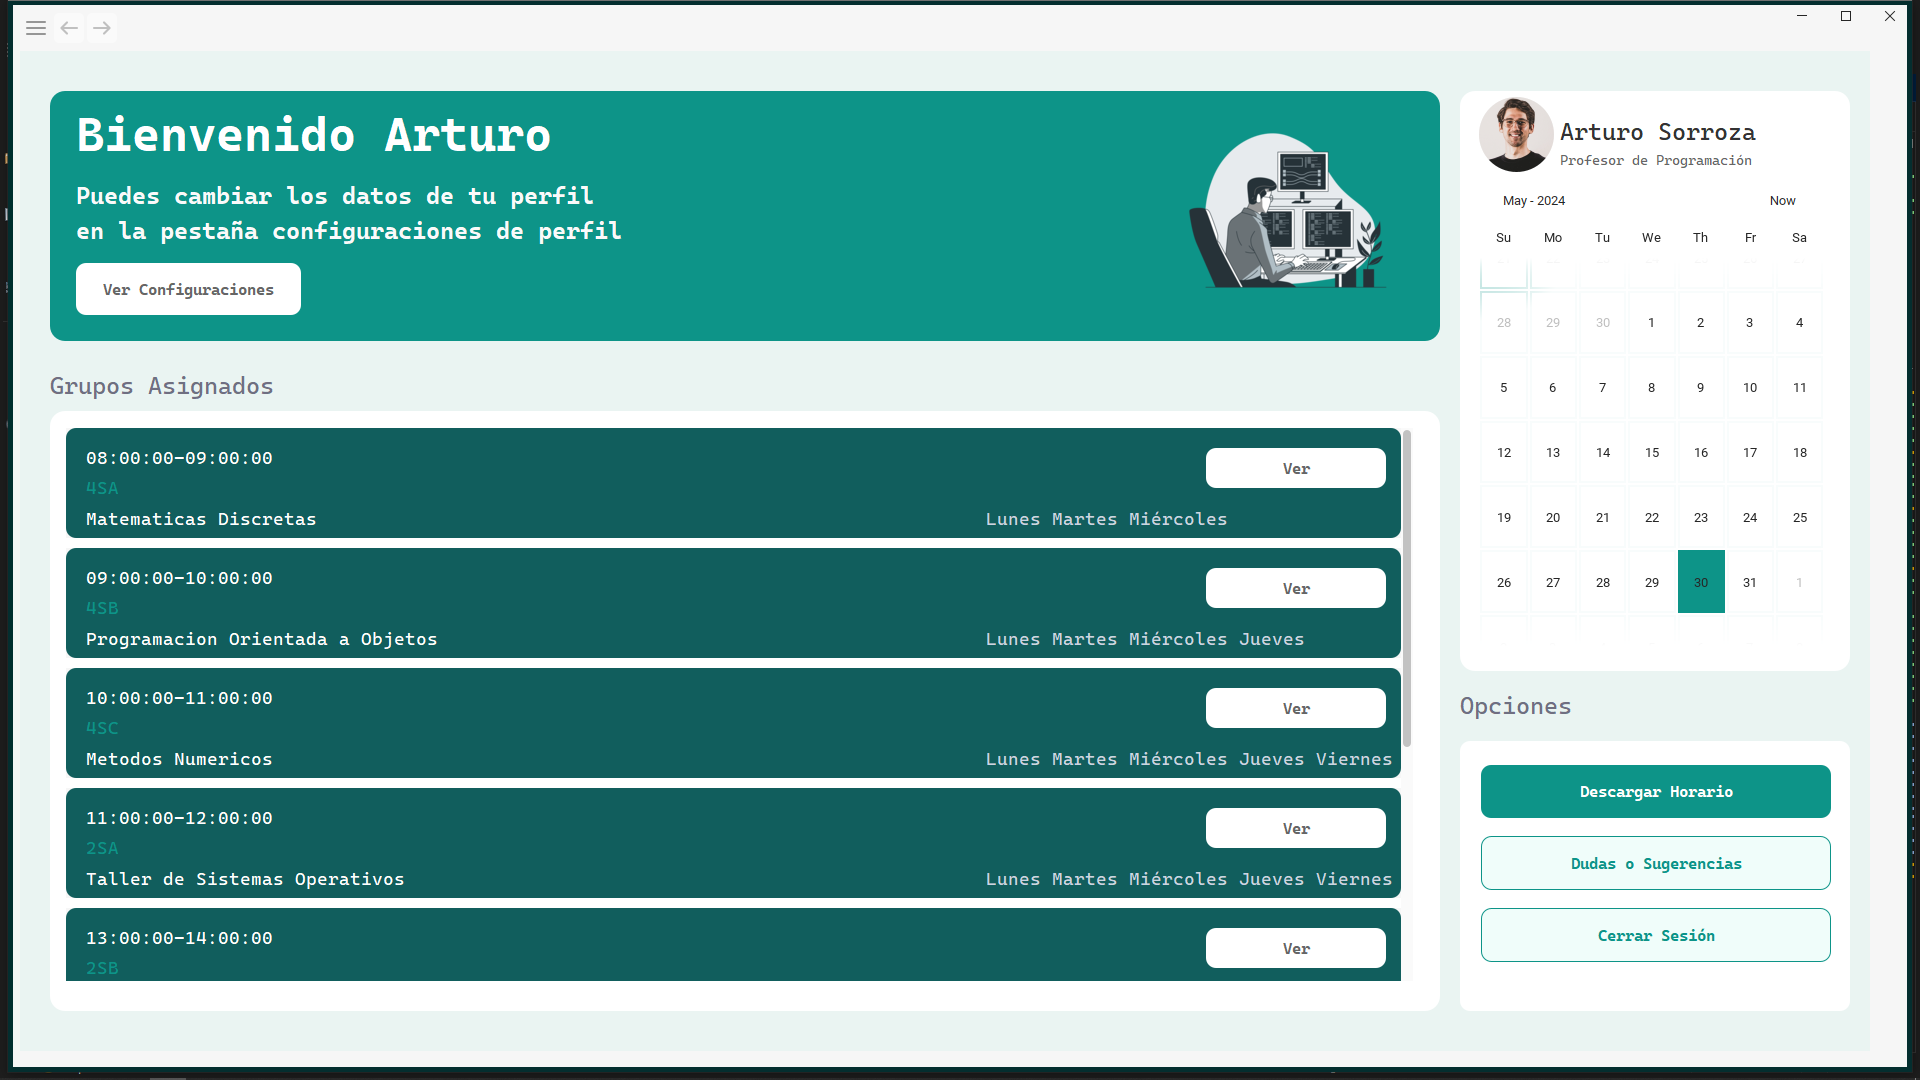 Bienvenido Arturo
Puedes cambiar los datos de tu perfil
en la pestaña configuraciones de perfil
Ver Configuraciones
Grupos Asignados
08:00:00-09:00:00
Ver
4SA
Matematicas Discretas
Lunes Martes Miércoles
09:00:00-10:00:00
Ver
4SB
Programacion Orientada a Objetos
Lunes Martes Miércoles Jueves
10:00:00-11:00:00
Ver
4SC
Metodos Numericos
Lunes Martes Miércoles Jueves Viernes
11:00:00-12:00:00
Ver
2SA
Taller de Sistemas Operativos
Lunes Martes Miércoles Jueves Viernes
13:00:00-14:00:00
Ver
2SB
Arturo Sorroza
Profesor de Programación
May - 2024 Now
Su Mo Tu We Th Fr Sa
28 29 30 1 2 3 4
5 6 7 8 9 10 11
12 13 14 15 16 17 18
19 20 21 22 23 24 25
26 27 28 29 30 31 1
Opciones
Descargar Horario
Dudas o Sugerencias
Cerrar Sesión